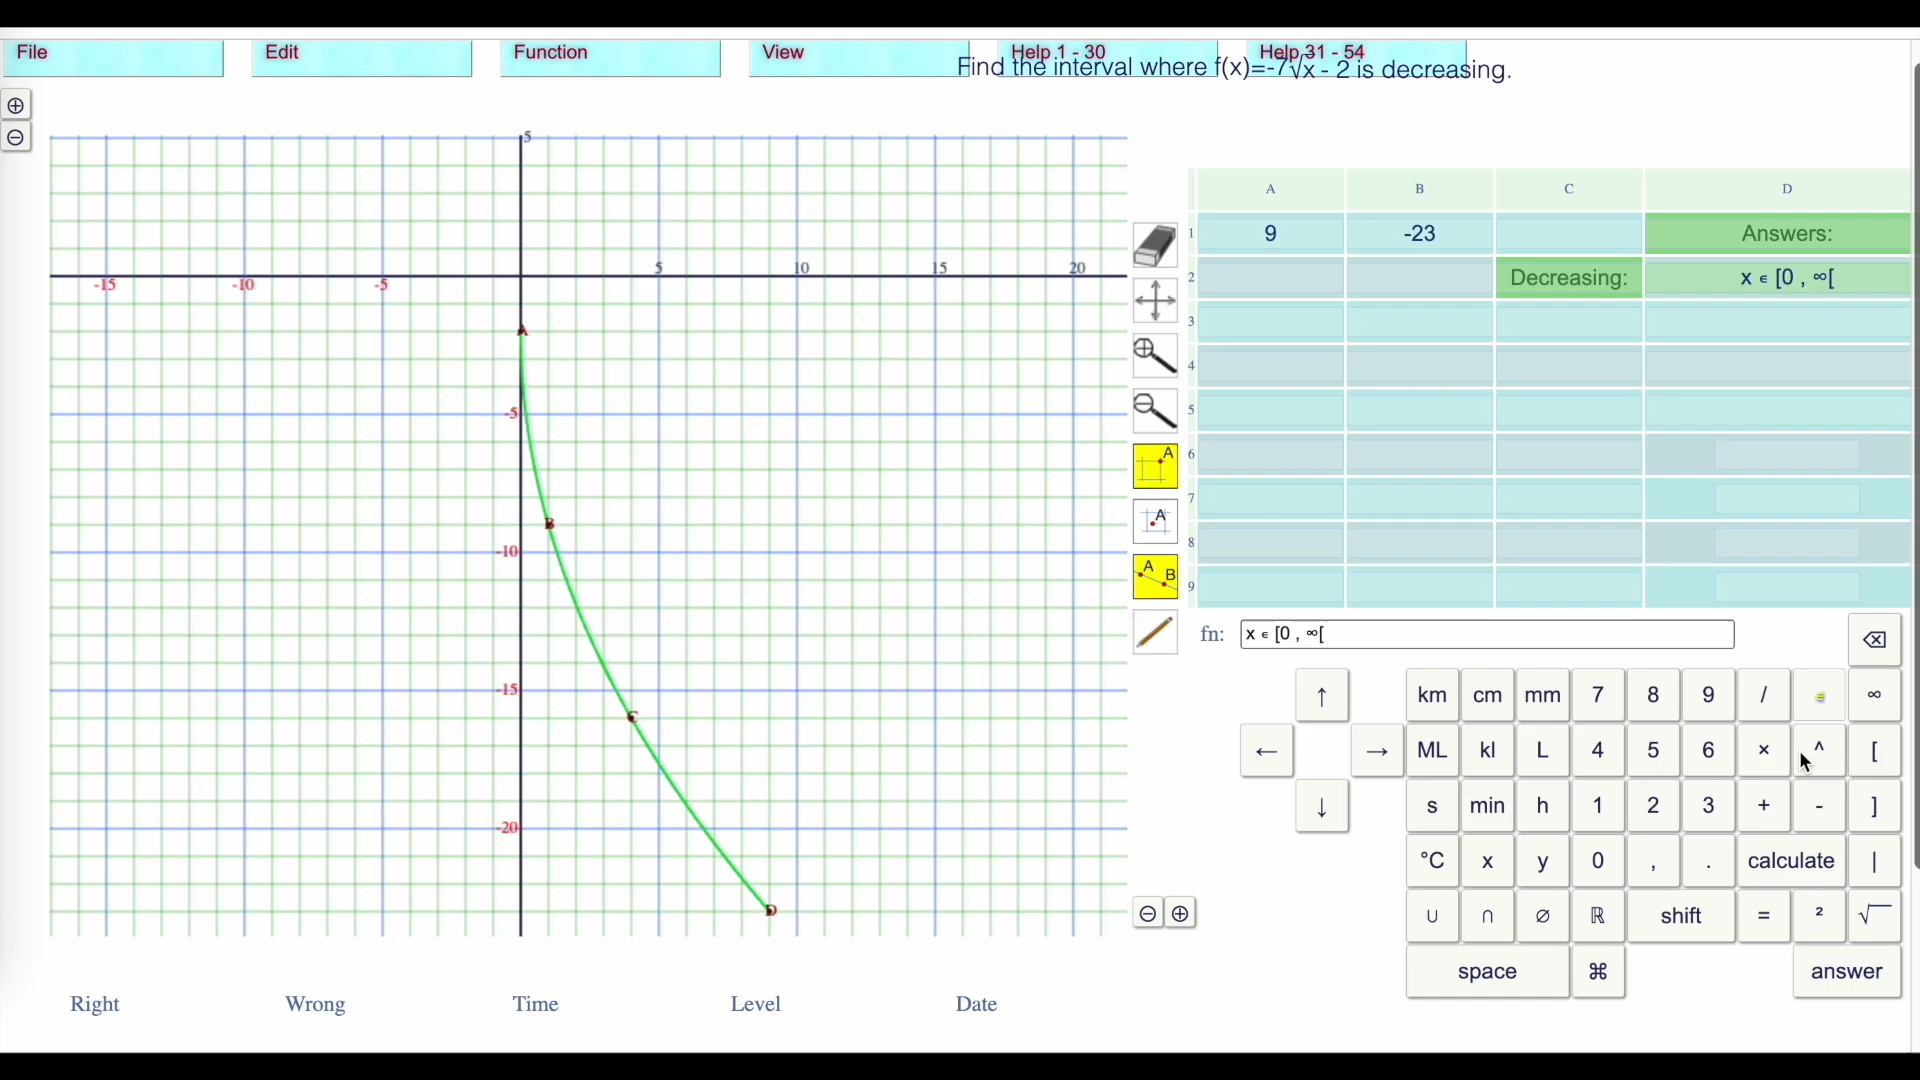 File Edit Function View Help 1 - 30 Help 31 - 54
Find the interval where f(x)=-7√x - 2 is decreasing.
5
-15 -10 -5 5 10 15 20
A
-5
B
-10
C
-15
-20
D
A B C D
1 9 -23 Answers:
2 Decreasing: x ϵ [0 , ∞[
3
4
5
6
7
8
9
A
A
A B
fn: x ϵ [0 , ∞[
↑ km cm mm 7 8 9 / = ∞
← → ML kl L 4 5 6 × ^ [
↓ s min h 1 2 3 + - ]
°C x y 0 , . calculate |
∪ ∩ ∅ ℝ shift = ² √
space ⌘ answer
Right Wrong Time Level Date